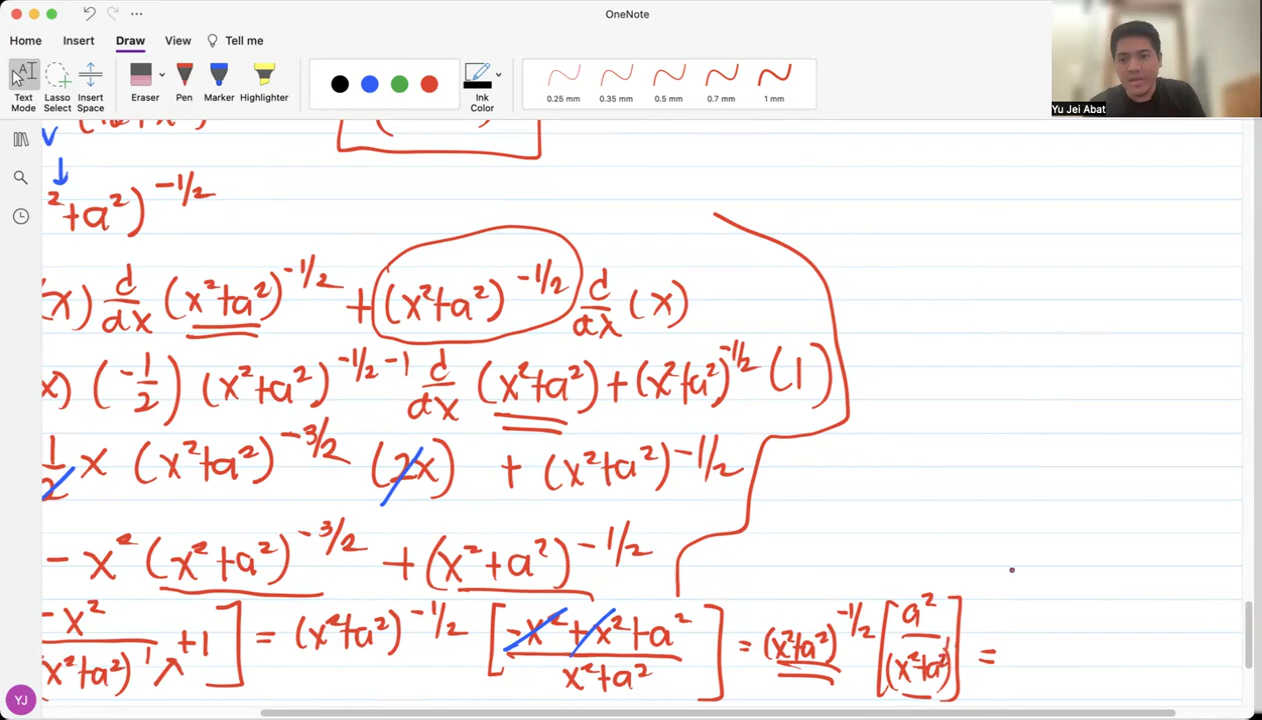 OneNote
Home Insert Draw View Tell me
Text Mode
Lasso Select
Insert Space
Eraser
Pen
Marker
Highlighter
Ink Color
0.25 mm
0.35 mm
0.5 mm
0.7 mm
1 mm
Yu Jei Abat
²+a²)^-1/2
x) d/dx (x²+a²)^-1/2 + (x²+a²)^-1/2 d/dx (x)
x) (-1/2) (x²+a²)^-1/2-1 d/dx (x²+a²) + (x²+a²)^-1/2 (1)
1/2 x (x²+a²)^-3/2 (2x) + (x²+a²)^-1/2
- x² (x²+a²)^-3/2 + (x²+a²)^-1/2
-x²/(x²+a²)^1 +1] = (x²+a²)^-1/2 [-x²+x²+a²/x²+a²] = (x²+a²)^-1/2 [a²/(x²+a²)] =
YJ